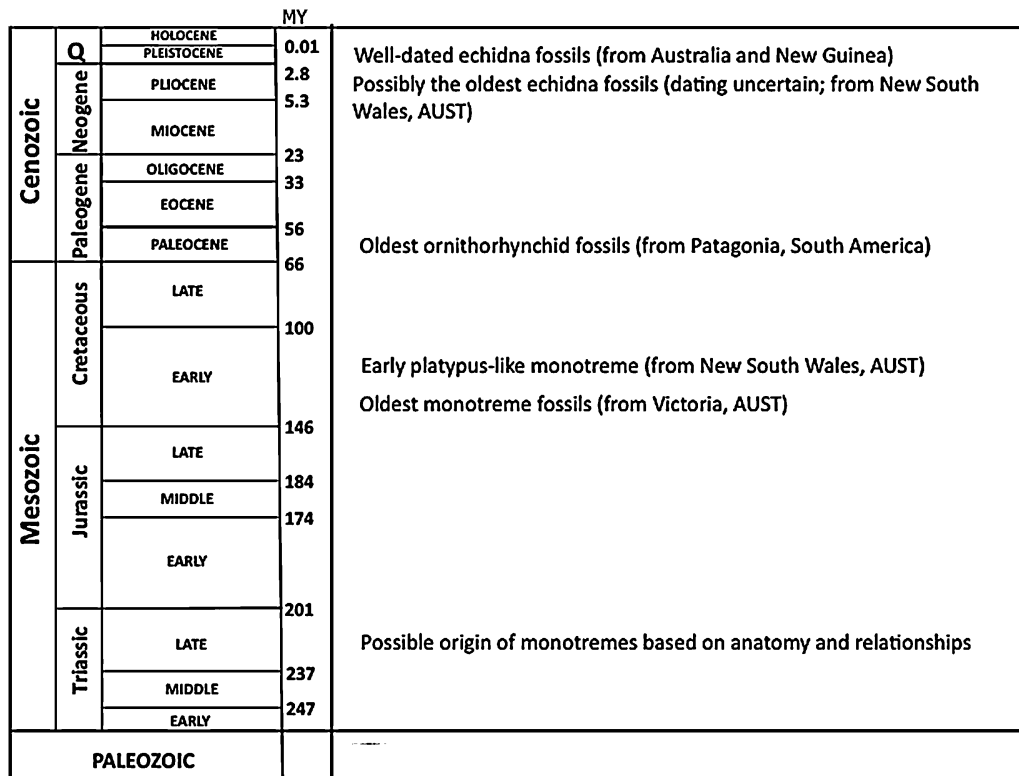 MY
HOLOCENE
0.01
Q
PLEISTOCENE
Well-dated echidna fossils (from Australia and New Guinea)
2.8
PLIOCENE
Possibly the oldest echidna fossils (dating uncertain; from New South
Wales, AUST)
5.3
Neogene
MIOCENE
23
Cenozoic
OLIGOCENE
33
Paleogene
EOCENE
56
PALEOCENE
Oldest ornithorhynchid fossils (from Patagonia, South America)
66
LATE
100
Cretaceous
EARLY
Early platypus-like monotreme (from New South Wales, AUST)
Oldest monotreme fossils (from Victoria, AUST)
146
LATE
184
Mesozoic
Jurassic
MIDDLE
174
EARLY
201
Triassic
LATE
Possible origin of monotremes based on anatomy and relationships
237
MIDDLE
247
EARLY
PALEOZOIC